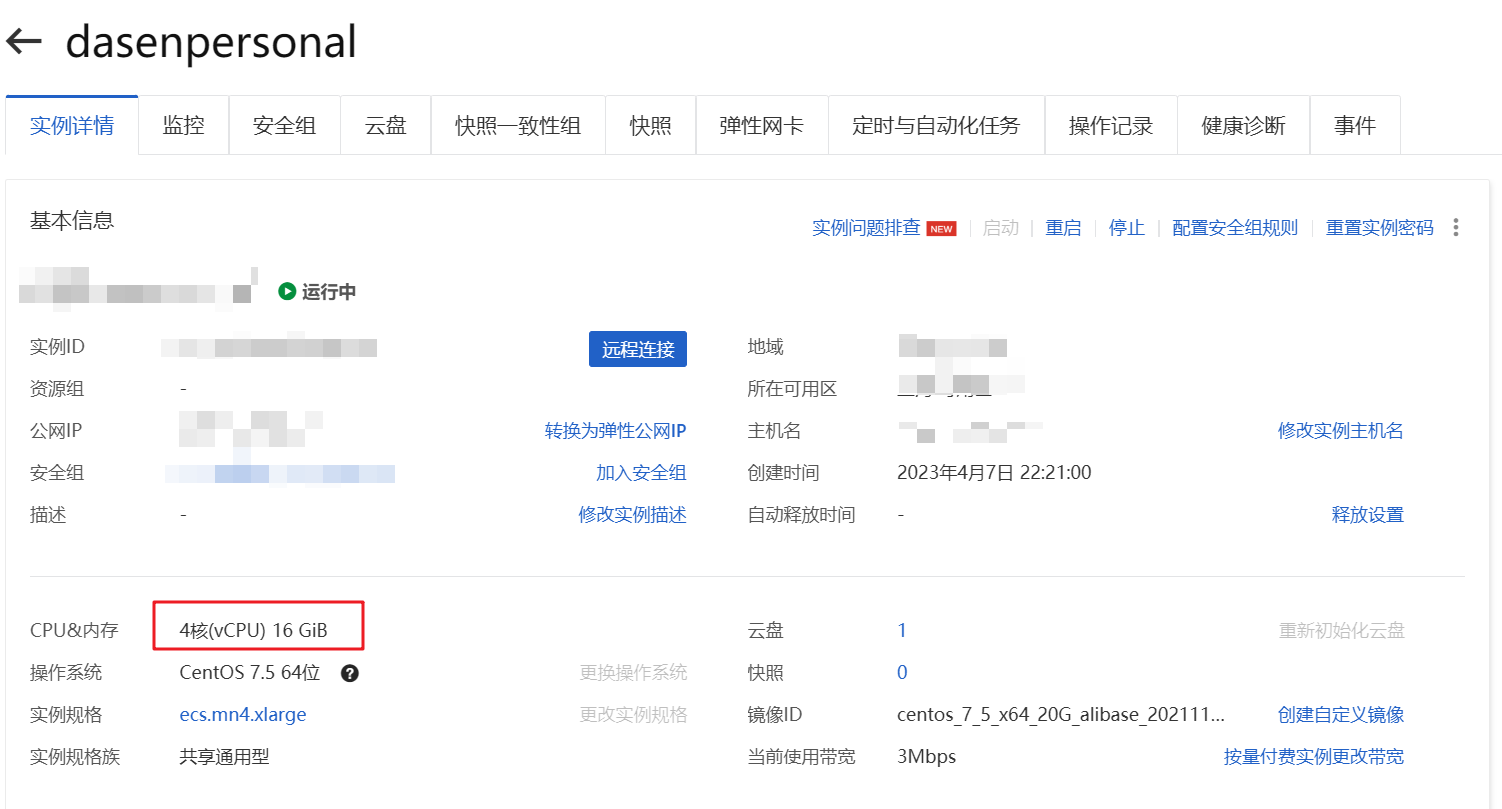 dasenpersonal
实例详情 监控 安全组 云盘 快照一致性组 快照 弹性网卡 定时与自动化任务 操作记录 健康诊断 事件
基本信息
实例问题排查 NEW 启动 重启 停止 配置安全组规则 重置实例密码
运行中
实例ID 远程连接 地域
资源组 - 所在可用区
公网IP 转换为弹性公网IP 主机名 修改实例主机名
安全组 加入安全组 创建时间 2023年4月7日 22:21:00
描述 - 修改实例描述 自动释放时间 - 释放设置
CPU&内存 4核(vCPU) 16 GiB 云盘 1 重新初始化云盘
操作系统 CentOS 7.5 64位 ? 更换操作系统 快照 0
实例规格 ecs.mn4.xlarge 更改实例规格 镜像ID centos_7_5_x64_20G_alibase_202111... 创建自定义镜像
实例规格族 共享通用型 当前使用带宽 3Mbps 按量付费实例更改带宽